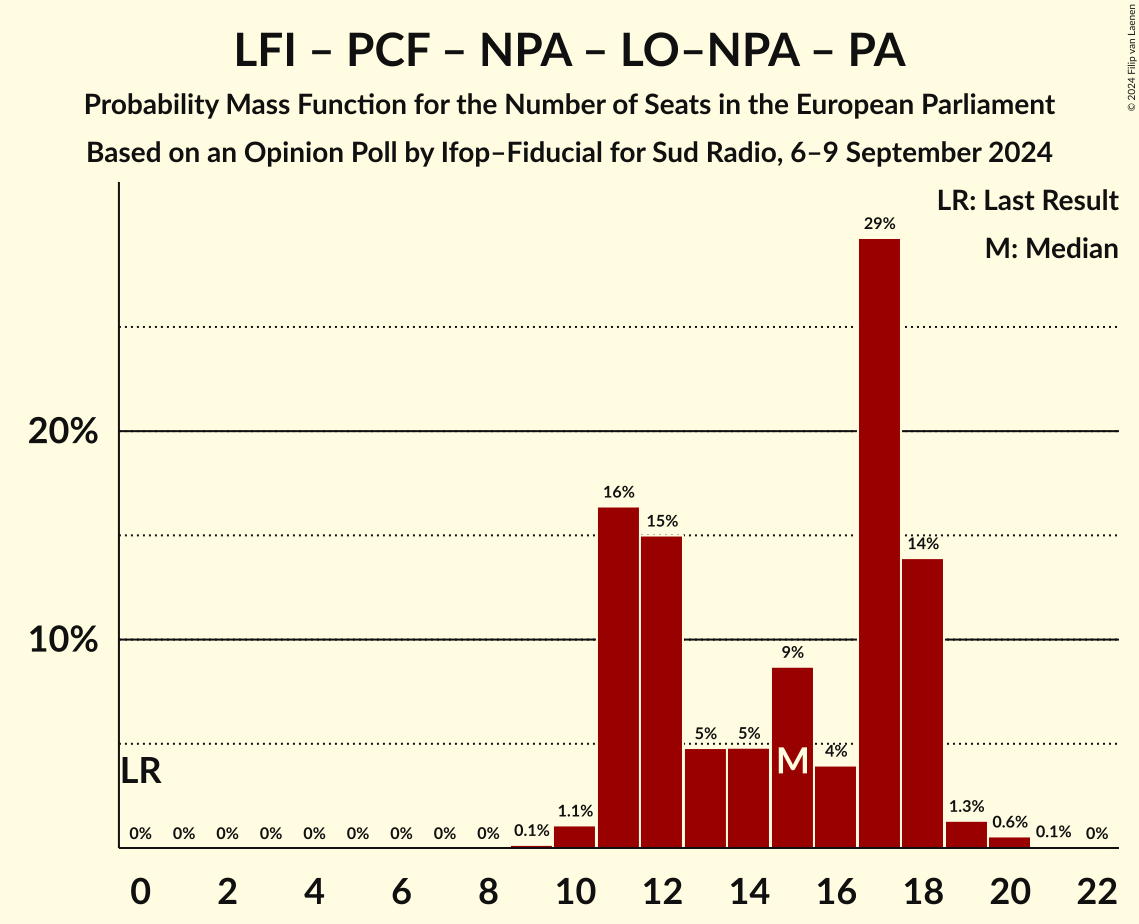 LFI – PCF – NPA – LO–NPA – PA
Probability Mass Function for the Number of Seats in the European Parliament
Based on an Opinion Poll by Ifop–Fiducial for Sud Radio, 6–9 September 2024
© 2024 Filip van Laenen
LR: Last Result
M: Median
29%
20%
16%
15%
14%
10%
9%
5%
5%
4%
M
LR
0%
0%
0%
0%
0%
0%
0%
0%
0%
0.1%
1.1%
1.3%
0.6%
0.1%
0%
0 2 4 6 8 10 12 14 16 18 20 22